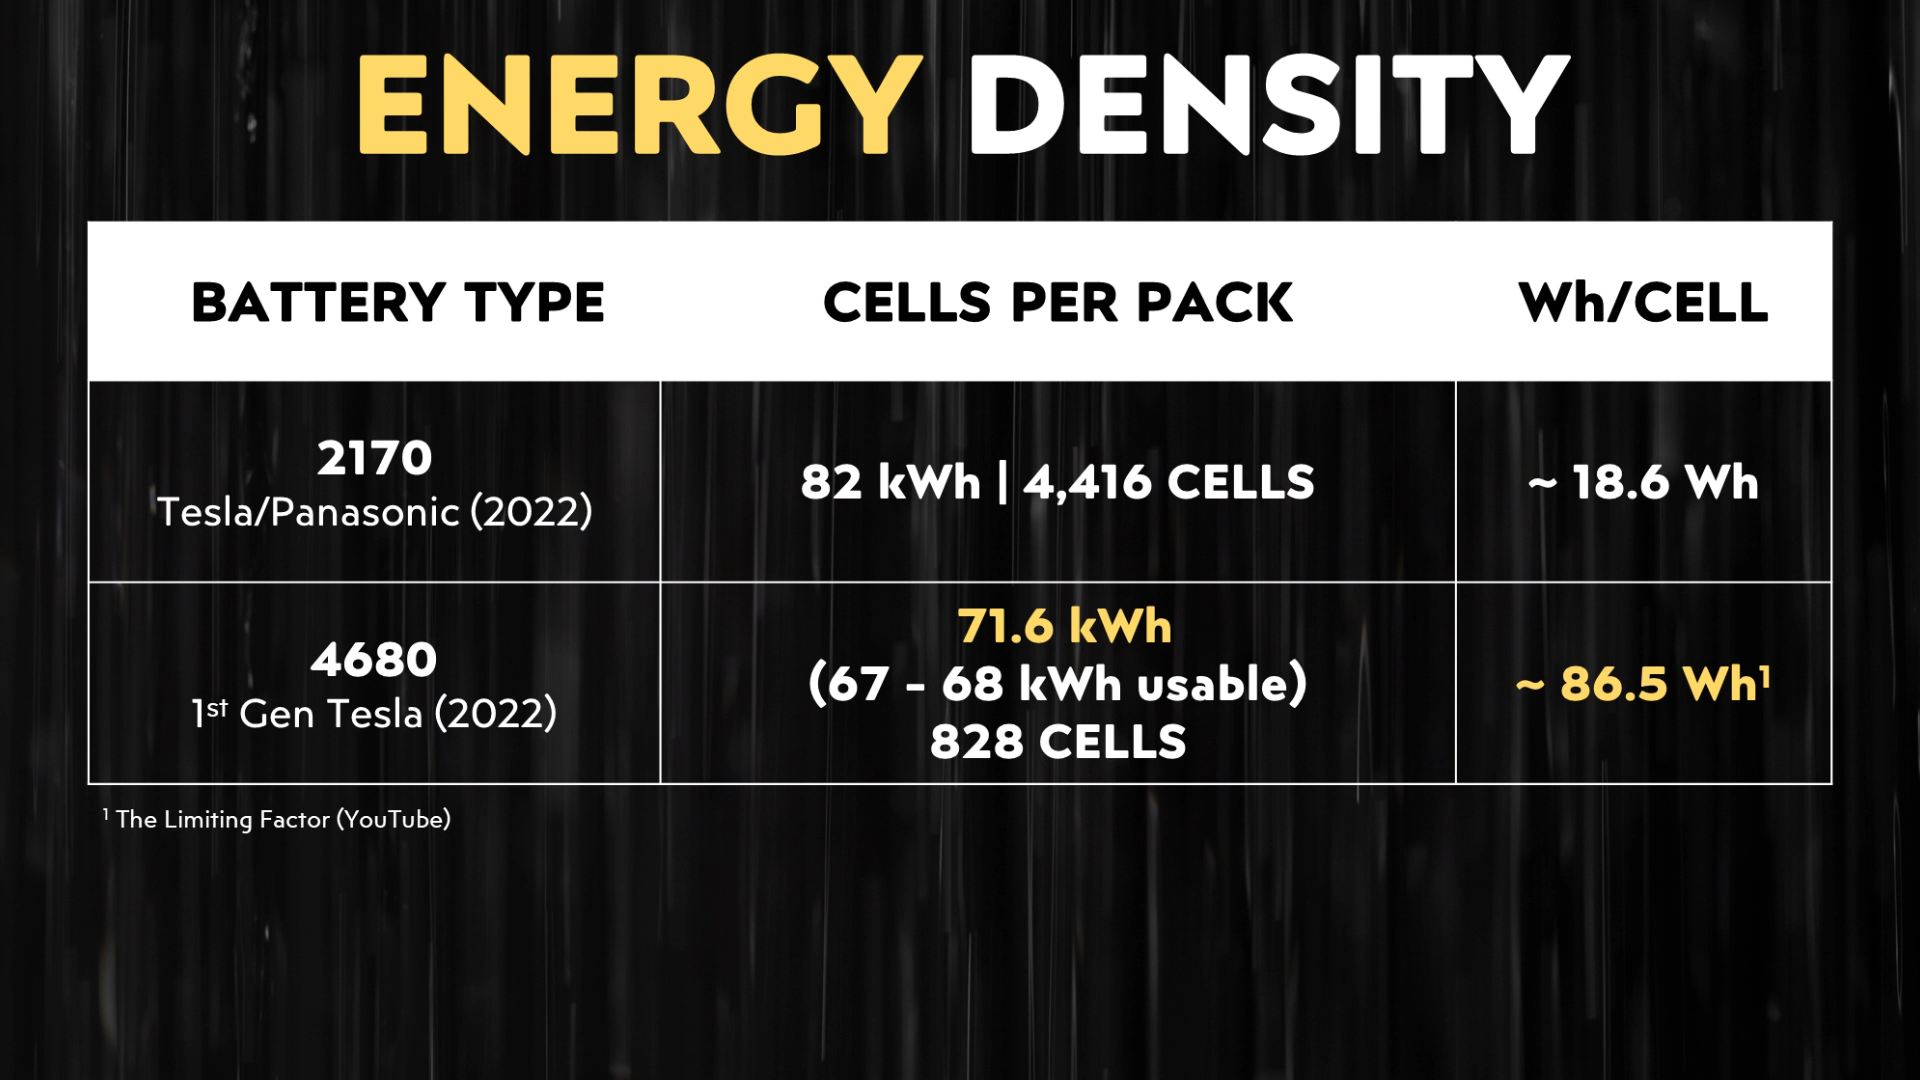 ENERGY DENSITY
BATTERY TYPE
CELLS PER PACK
Wh/CELL
2170
Tesla/Panasonic (2022)
82 kWh | 4,416 CELLS
~ 18.6 Wh
4680
1st Gen Tesla (2022)
71.6 kWh
(67 - 68 kWh usable)
828 CELLS
~ 86.5 Wh¹
¹ The Limiting Factor (YouTube)